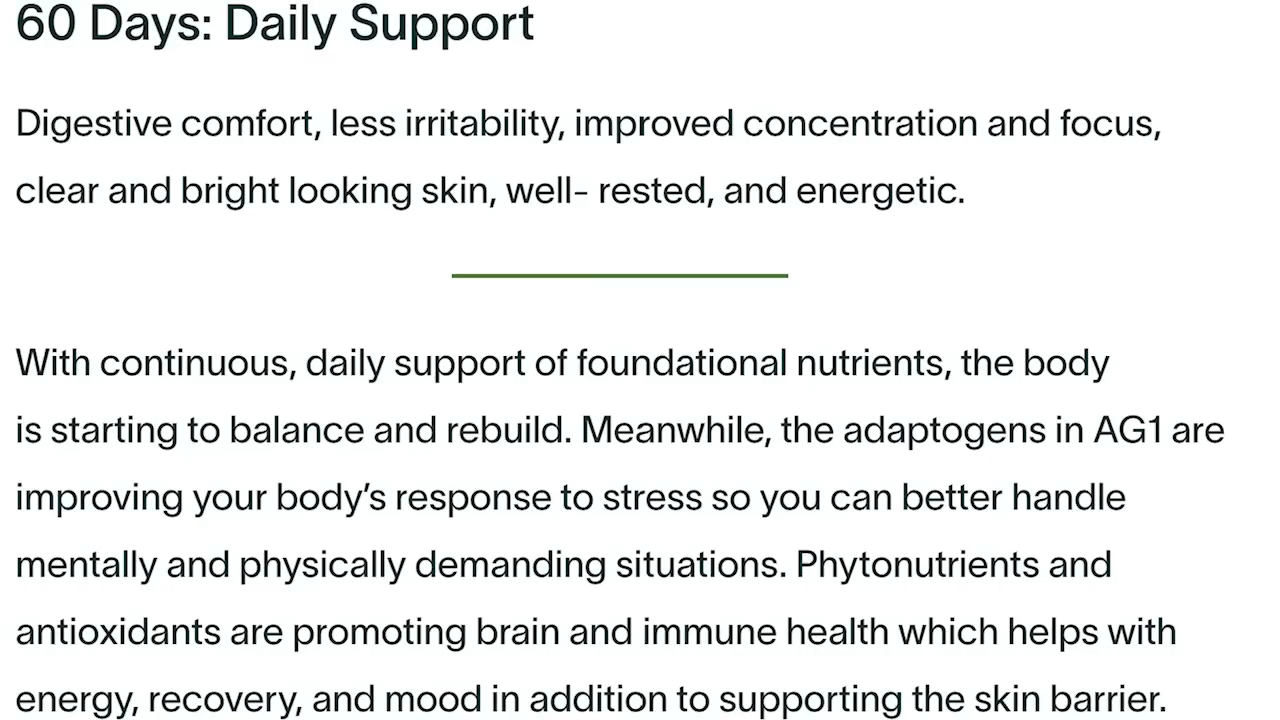 60 Days: Daily Support
Digestive comfort, less irritability, improved concentration and focus,
clear and bright looking skin, well- rested, and energetic.
With continuous, daily support of foundational nutrients, the body
is starting to balance and rebuild. Meanwhile, the adaptogens in AG1 are
improving your body’s response to stress so you can better handle
mentally and physically demanding situations. Phytonutrients and
antioxidants are promoting brain and immune health which helps with
energy, recovery, and mood in addition to supporting the skin barrier.